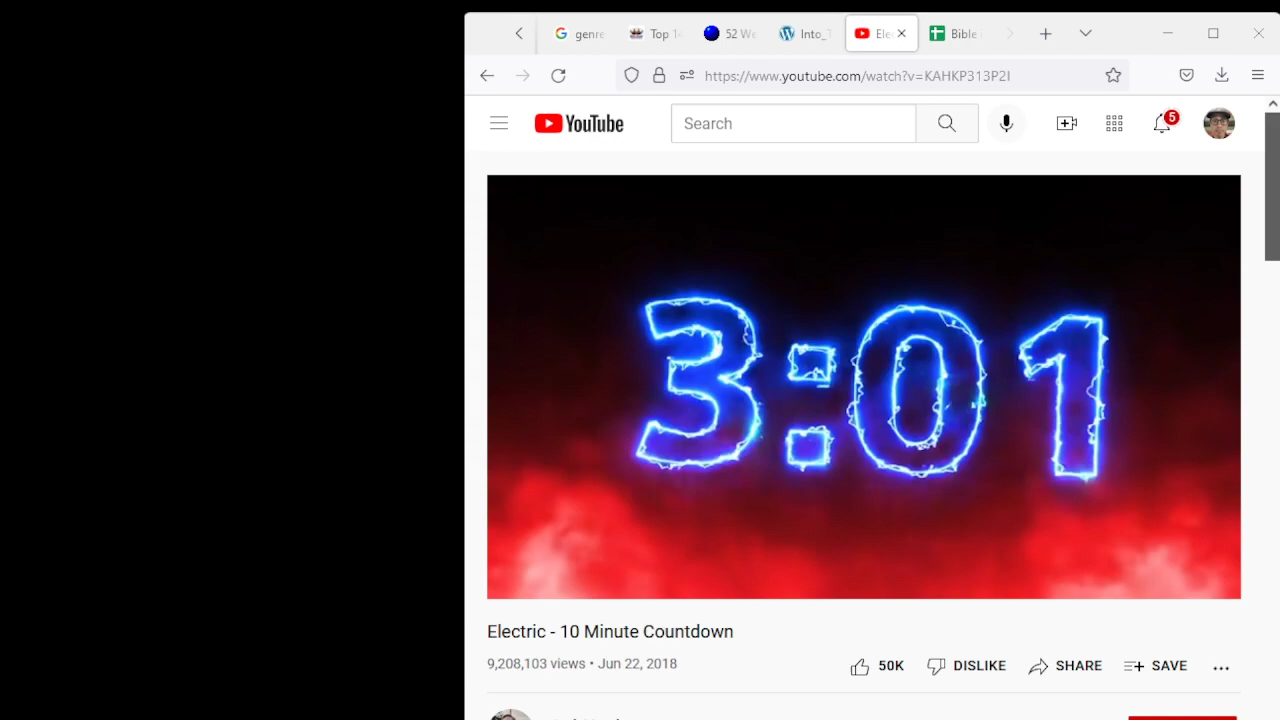 genre
Top 1
52 We
Into_T
Ele
Bible
https://www.youtube.com/watch?v=KAHKP313P2I
YouTube
Search
5
3:01
Electric - 10 Minute Countdown
9,208,103 views • Jun 22, 2018
50K
DISLIKE
SHARE
SAVE